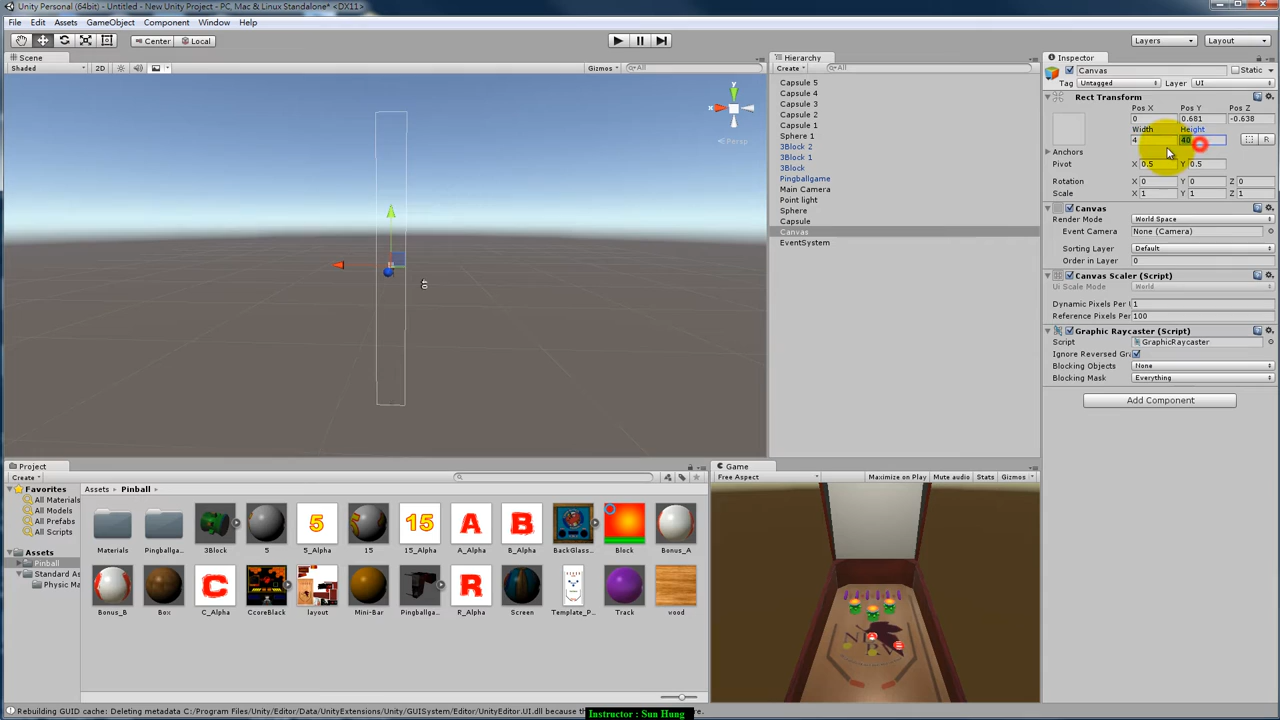 Unity Personal (64bit) - Untitled - New Unity Project - PC, Mac & Linux Standalone* <DX11>
File Edit Assets GameObject Component Window Help
Center Local Layers Layout
Scene
Shaded 2D Gizmos All
y
x
Persp
Hierarchy
Create All
Capsule 5
Capsule 4
Capsule 3
Capsule 2
Capsule 1
Sphere 1
3Block 2
3Block 1
3Block
Pingballgame
Main Camera
Point light
Sphere
Capsule
Canvas
EventSystem
Inspector
Canvas Static
Tag Untagged Layer UI
Rect Transform
Pos X Pos Y Pos Z
0 0.681 -0.638
Width Height
4 40 R
Anchors
Pivot X 0.5 Y 0.5
Rotation X 0 Y 0 Z 0
Scale X 1 Y 1 Z 1
Canvas
Render Mode World Space
Event Camera None (Camera)
Sorting Layer Default
Order in Layer 0
Canvas Scaler (Script)
Ui Scale Mode World
Dynamic Pixels Per U 1
Reference Pixels Per 100
Graphic Raycaster (Script)
Script GraphicRaycaster
Ignore Reversed Gra
Blocking Objects None
Blocking Mask Everything
Add Component
Project
Create
Favorites
All Materials
All Models
All Prefabs
All Scripts
Assets
Pinball
Standard As
Physic Ma
Assets Pinball
5 15 A B
Materials Pingballga... 3Block 5 5_Alpha 15 15_Alpha A_Alpha B_Alpha BackGlass... Block Bonus_A
C R
Bonus_B Box C_Alpha CcoreBlack layout Mini-Bar Pingballga... R_Alpha Screen Template_P... Track vood
Game
Free Aspect Maximize on Play Mute audio Stats Gizmos
Rebuilding GUID cache: Deleting metadata C:/Program Files/Unity/Editor/Data/UnityExtensions/Unity/GUISystem/Editor/UnityEditor.UI.dll because th
Instructor : Sun Hung
re.